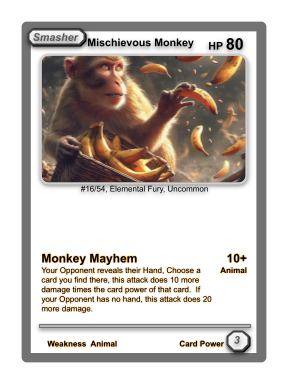 Smasher
Mischievous Monkey HP 80
#16/54, Elemental Fury, Uncommon
Monkey Mayhem 10+
Your Opponent reveals their Hand, Choose a Animal
card you find there, this attack does 10 more
damage times the card power of that card. If
your Opponent has no hand, this attack does 20
more damage.
Weakness Animal Card Power 3